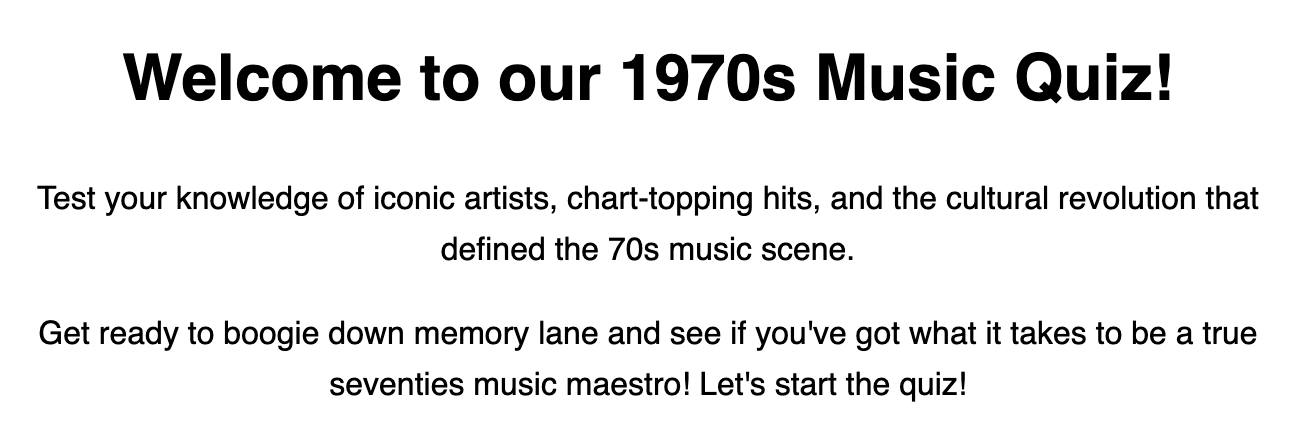 Welcome to our 1970s Music Quiz!
Test your knowledge of iconic artists, chart-topping hits, and the cultural revolution that
defined the 70s music scene.
Get ready to boogie down memory lane and see if you've got what it takes to be a true
seventies music maestro! Let's start the quiz!